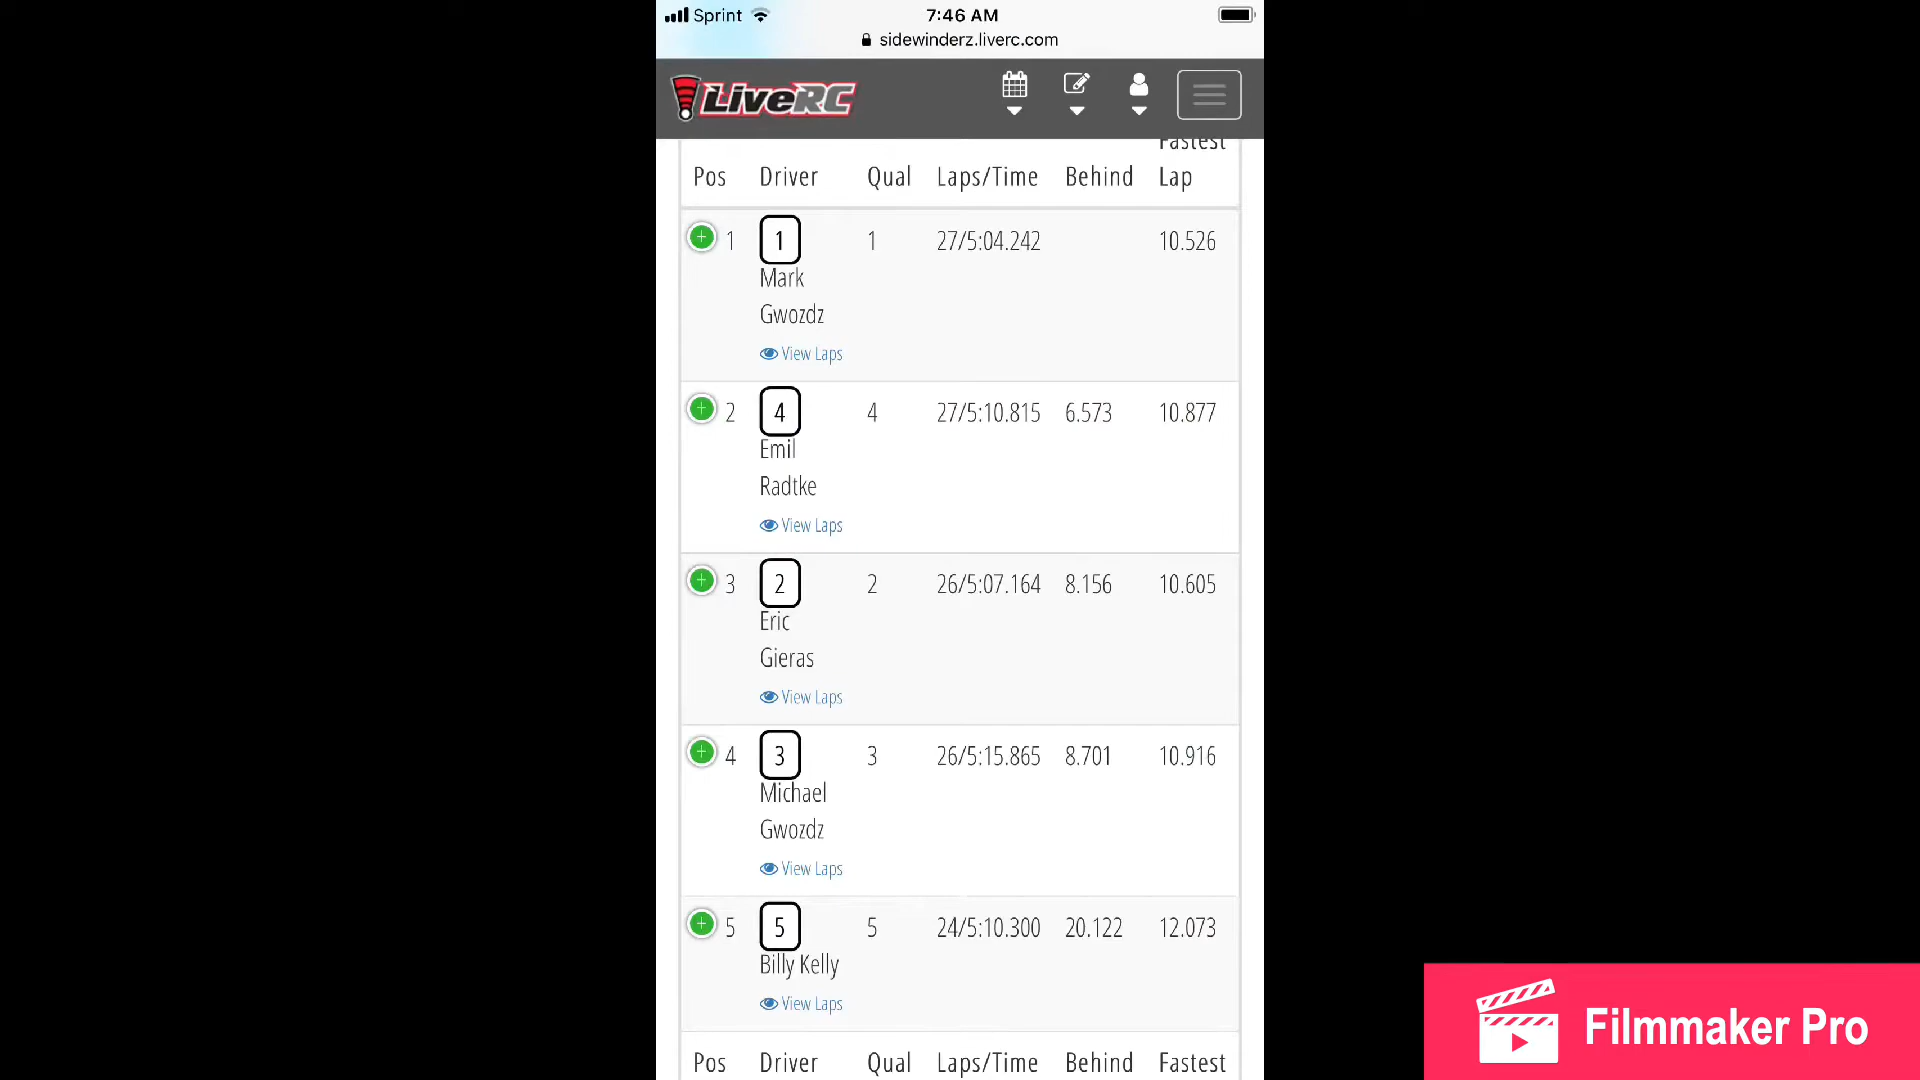 Sprint 7:46 AM
sidewinderz.liverc.com
LiveRC
Fastest
Pos Driver Qual Laps/Time Behind Lap
1 1 1 27/5:04.242 10.526
Mark
Gwozdz
View Laps
2 4 4 27/5:10.815 6.573 10.877
Emil
Radtke
View Laps
3 2 2 26/5:07.164 8.156 10.605
Eric
Gieras
View Laps
4 3 3 26/5:15.865 8.701 10.916
Michael
Gwozdz
View Laps
5 5 5 24/5:10.300 20.122 12.073
Billy Kelly
View Laps
Pos Driver Qual Laps/Time Behind Fastest
Filmmaker Pro